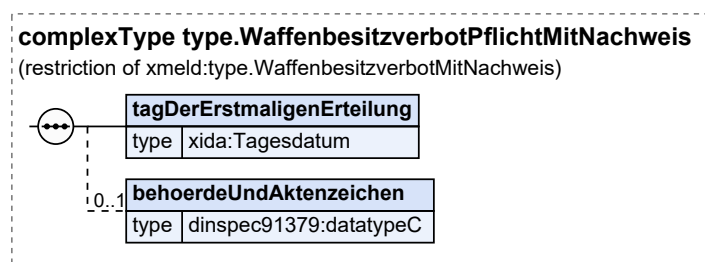 complexType type.WaffenbesitzverbotPflichtMitNachweis
(restriction of xmeld:type.WaffenbesitzverbotMitNachweis)
tagDerErstmaligenErteilung
type xida:Tagesdatum
0..1 behoerdeUndAktenzeichen
type dinspec91379:datatypeC